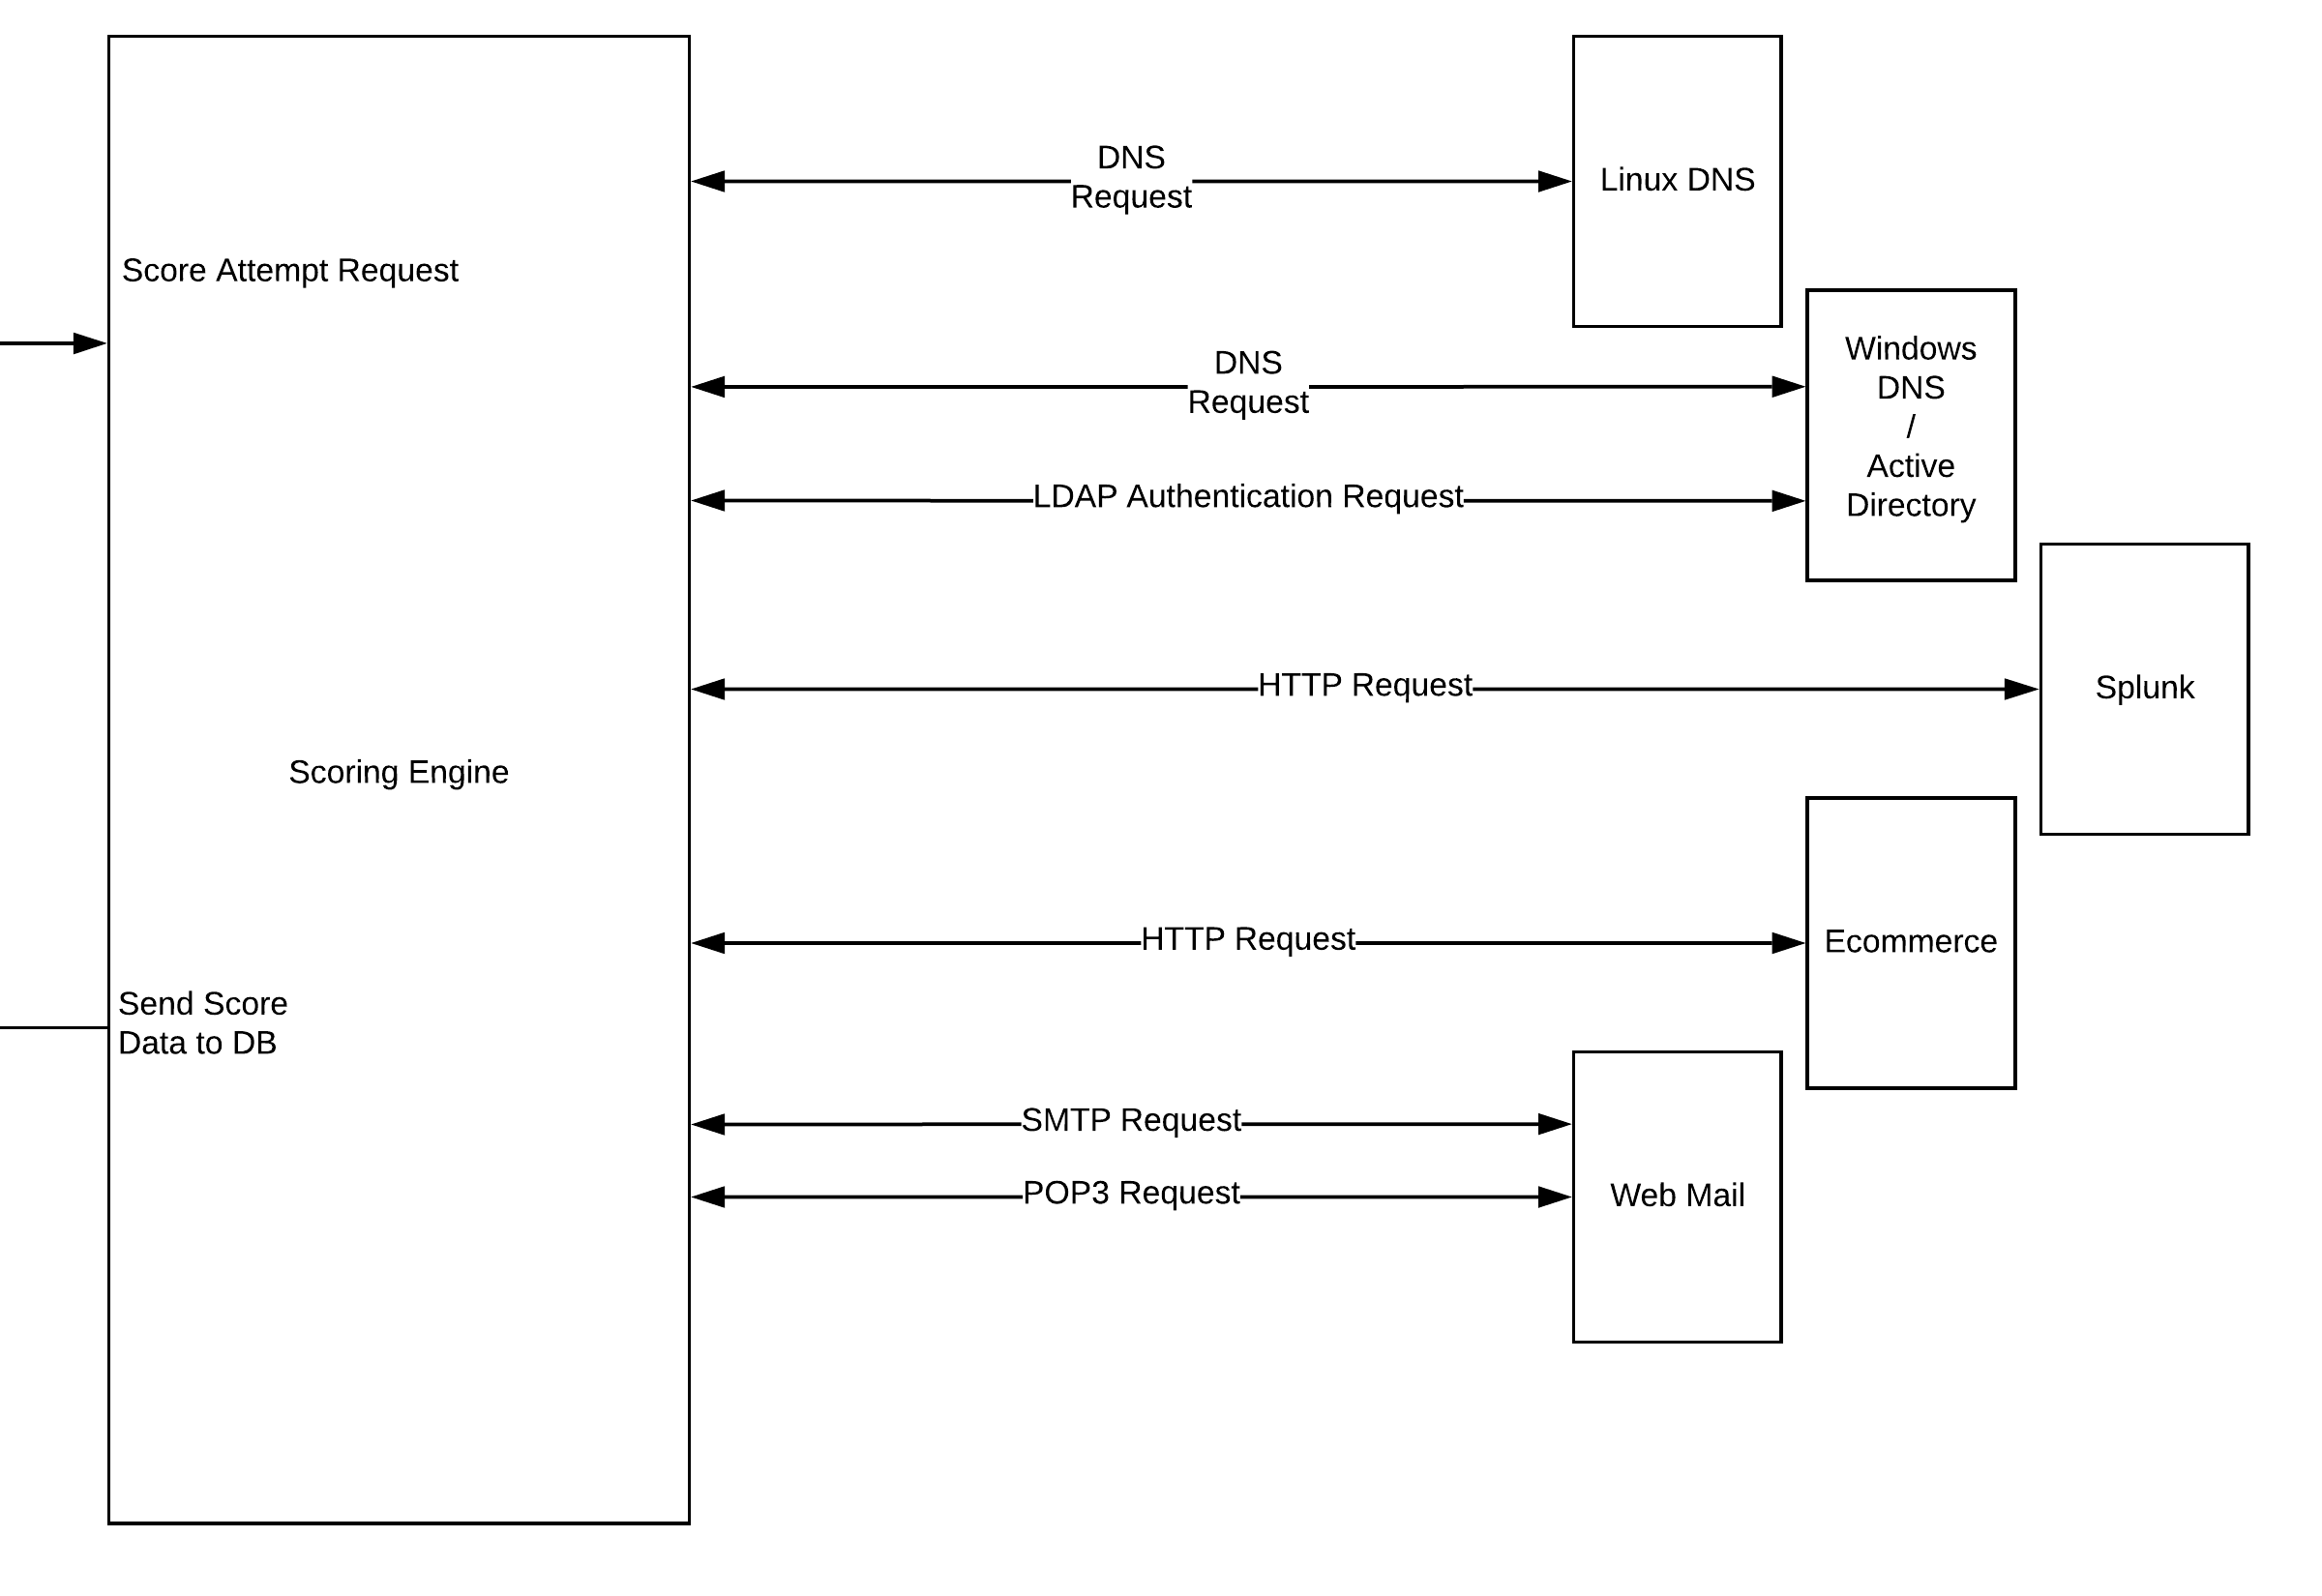 DNS
Request
Linux DNS
Score Attempt Request
Windows
DNS
/
Active
Directory
DNS
Request
LDAP Authentication Request
HTTP Request
Splunk
Scoring Engine
HTTP Request
Ecommerce
Send Score
Data to DB
SMTP Request
POP3 Request
Web Mail